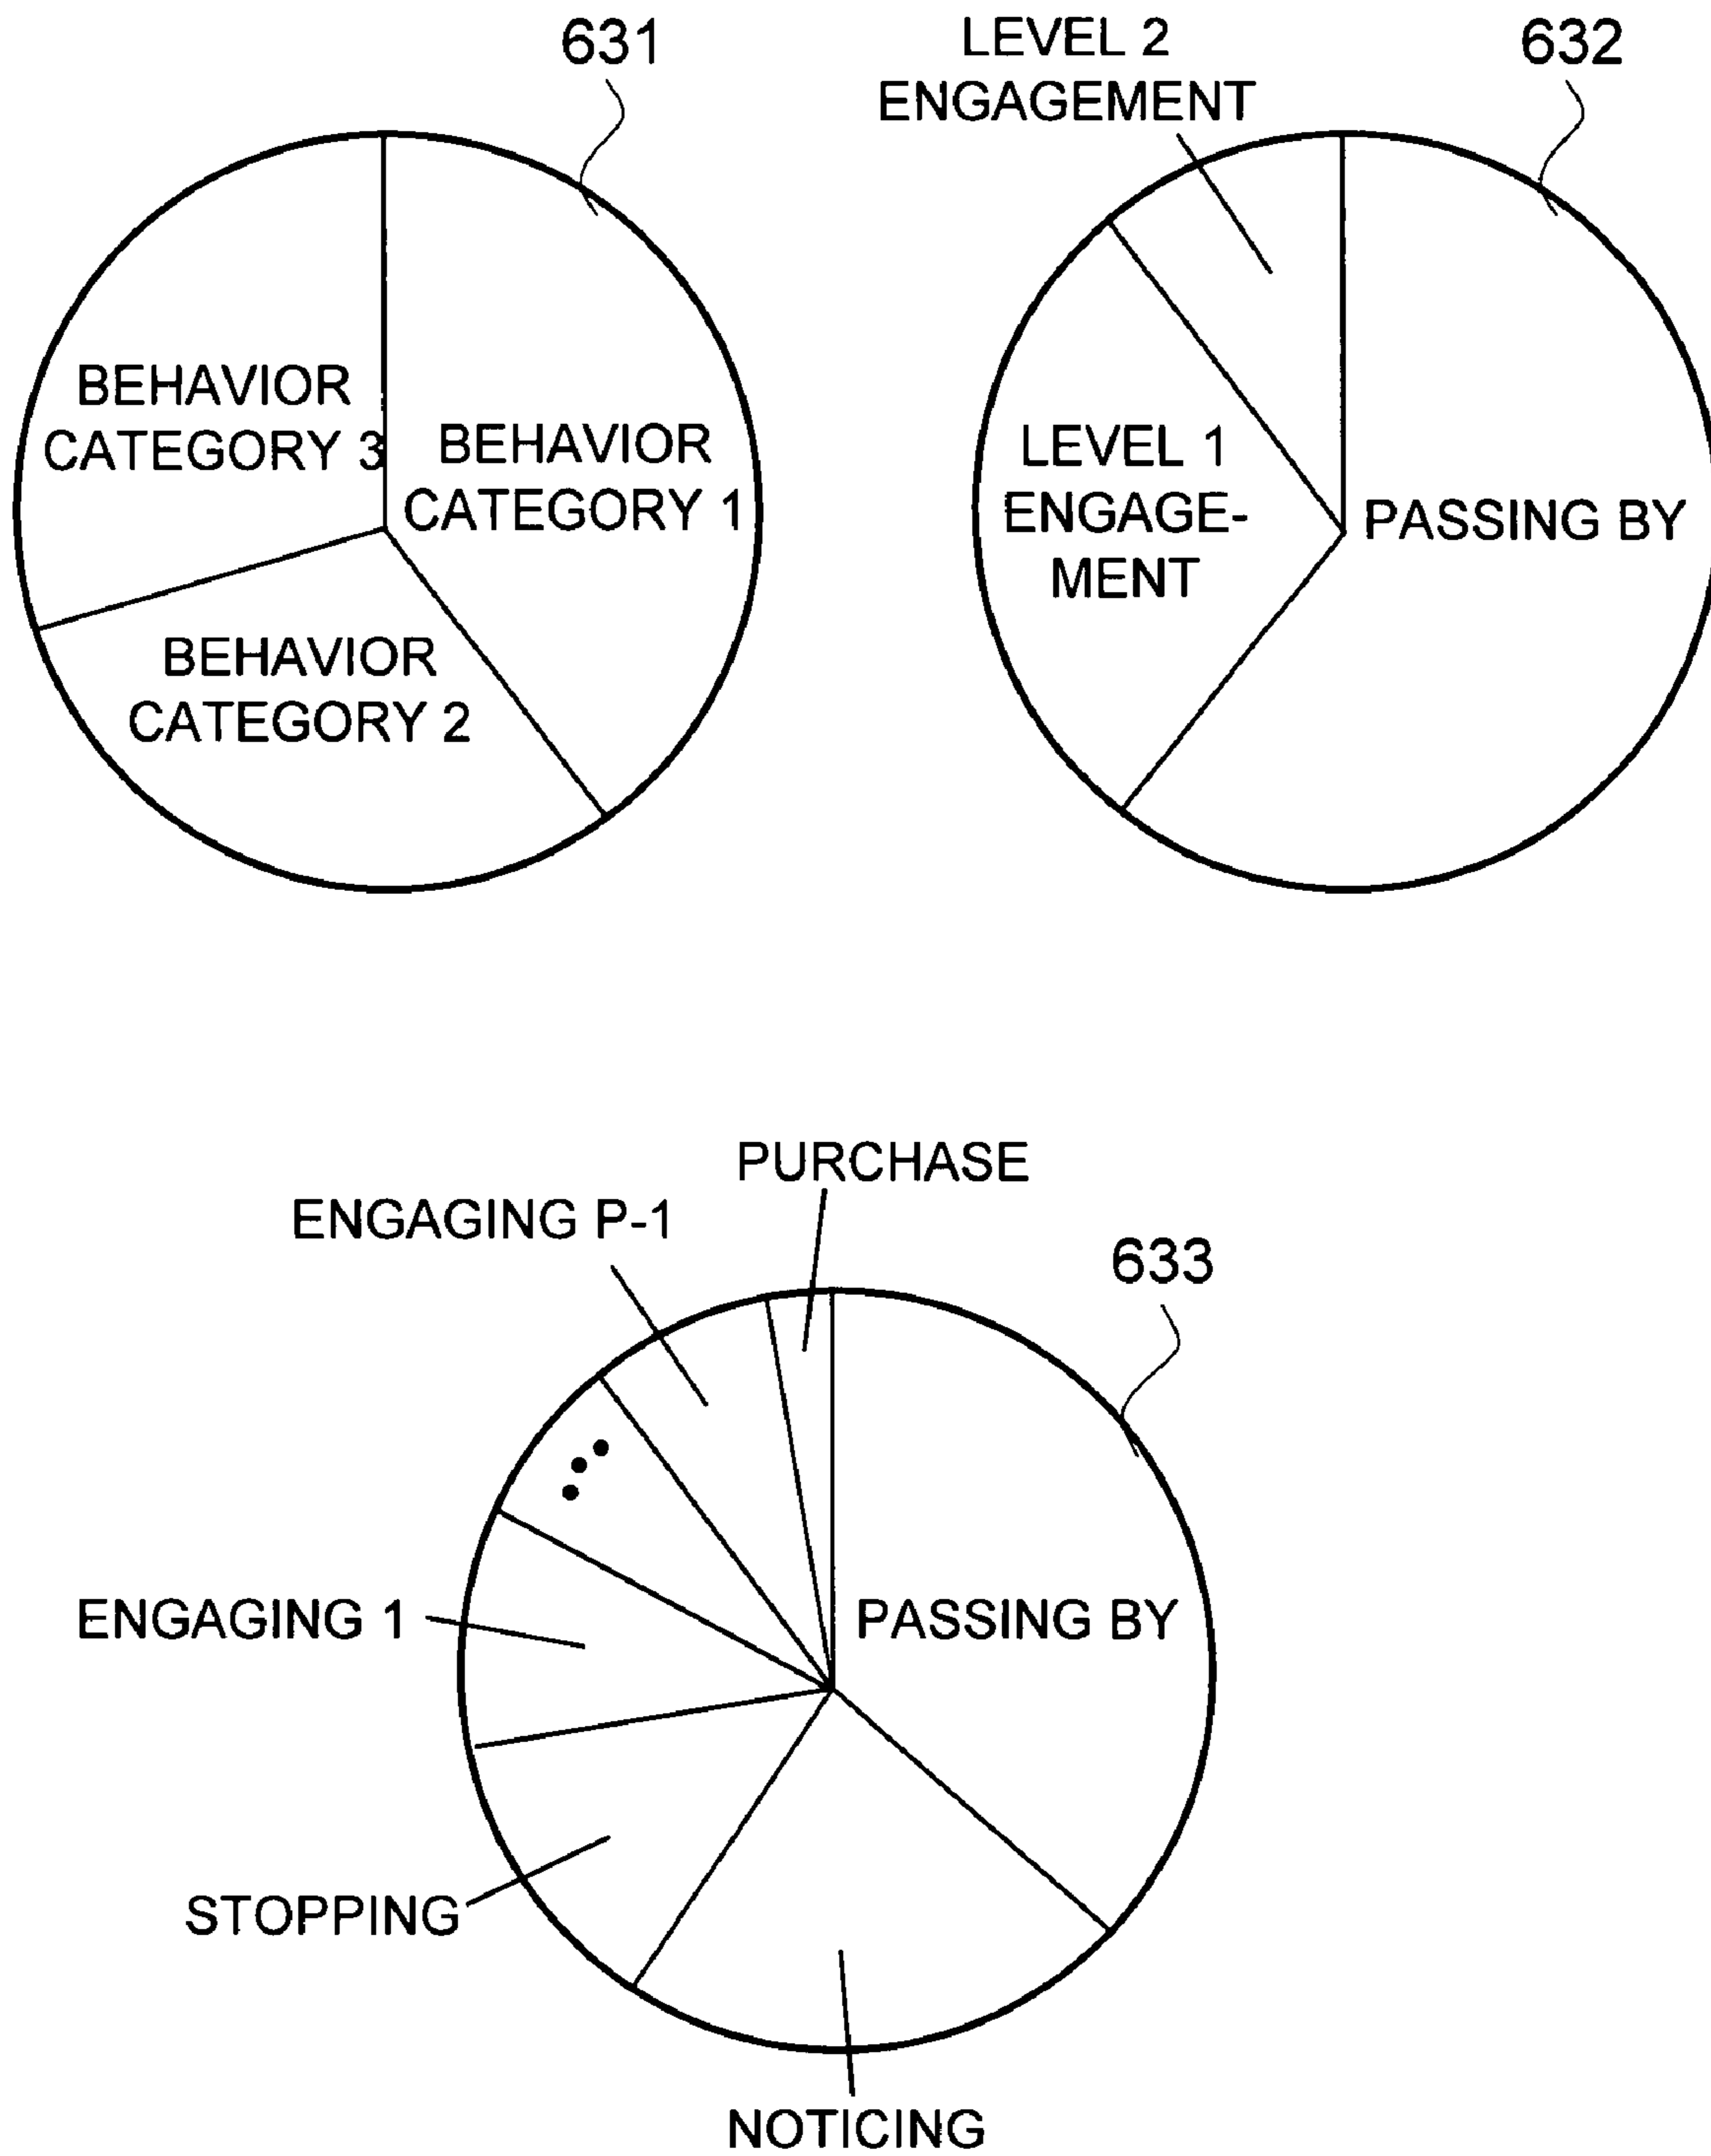 631
LEVEL 2
ENGAGEMENT
632
BEHAVIOR
CATEGORY 3
BEHAVIOR
CATEGORY 1
BEHAVIOR
CATEGORY 2
LEVEL 1
ENGAGE-
MENT
PASSING BY
PURCHASE
ENGAGING P-1
633
ENGAGING 1
PASSING BY
STOPPING
NOTICING